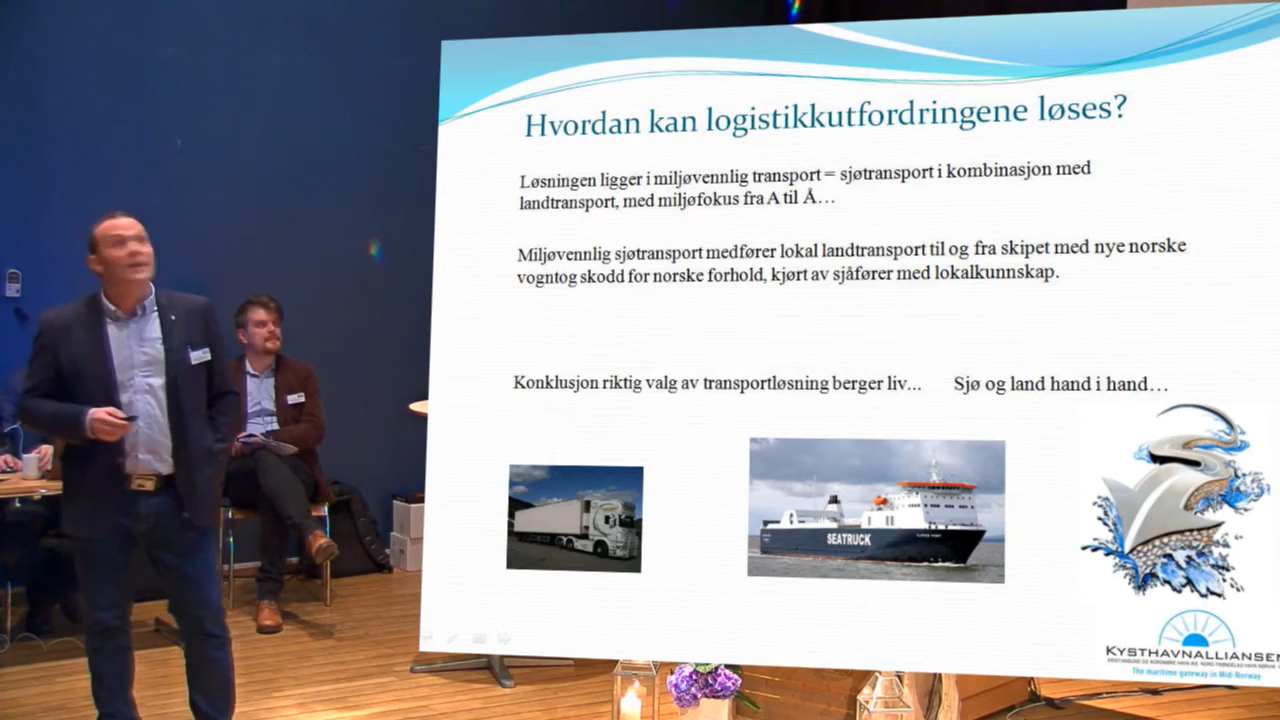 Hvordan kan logistikkutfordringene løses?
Løsningen ligger i miljøvennlig transport = sjøtransport i kombinasjon med
landtransport, med miljøfokus fra A til Å…
Miljøvennlig sjøtransport medfører lokal landtransport til og fra skipet med nye norske
vogntog skodd for norske forhold, kjørt av sjåfører med lokalkunnskap.
Konklusjon riktig valg av transportløsning berger liv... Sjø og land hand i hand…
SEATRUCK
KYSTHAVNALLIANSEN
The maritime gateway in Mid-Norway